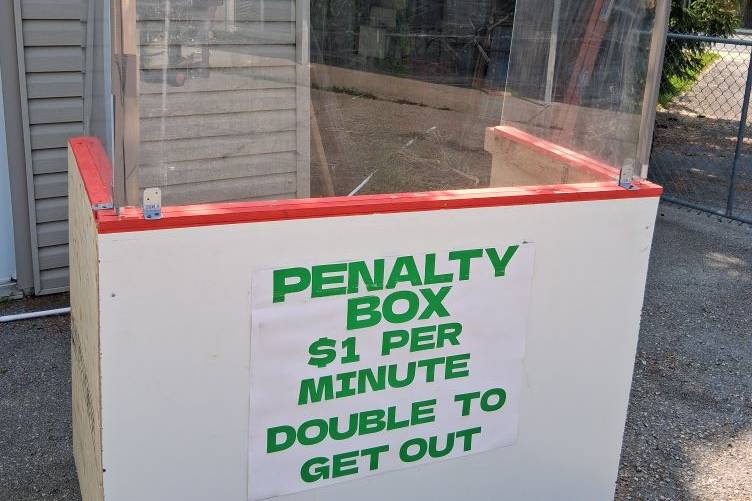 PENALTY
BOX
$1 PER
MINUTE
DOUBLE TO
GET OUT